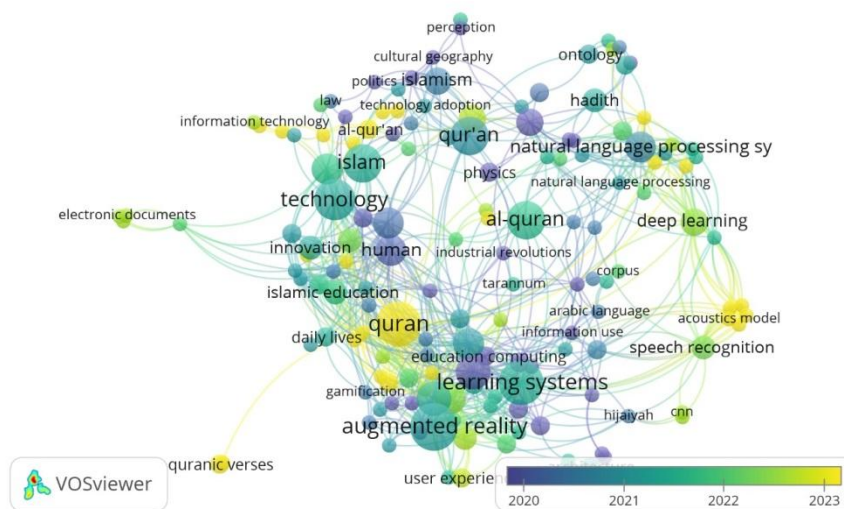 perception
cultural geography
ontology
politics
islamism
law
technology adoption
hadith
information technology
al-qur'an
qur'an
natural language processing sy
islam
physics
natural language processing
technology
electronic documents
al-quran
deep learning
innovation
human
industrial revolutions
corpus
islamic education
tarannum
arabic language
acoustics model
quran
information use
daily lives
education computing
speech recognition
gamification
learning systems
hijaiyah
cnn
augmented reality
quranic verses
user experien
VOSviewer
2020
2021
2022
2023